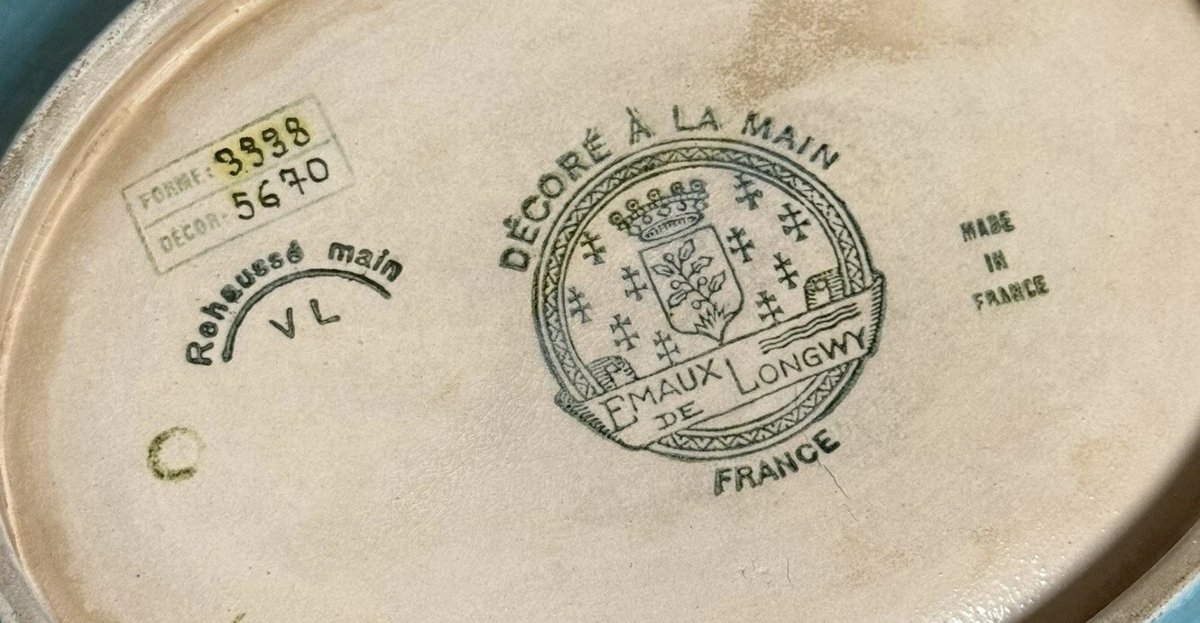 FORME: 3338
DÉCOR: 5670
Rehaussé main
VL
DÉCORÉ À LA MAIN
EMAUX
DE
LONGWY
FRANCE
MADE
IN
FRANCE